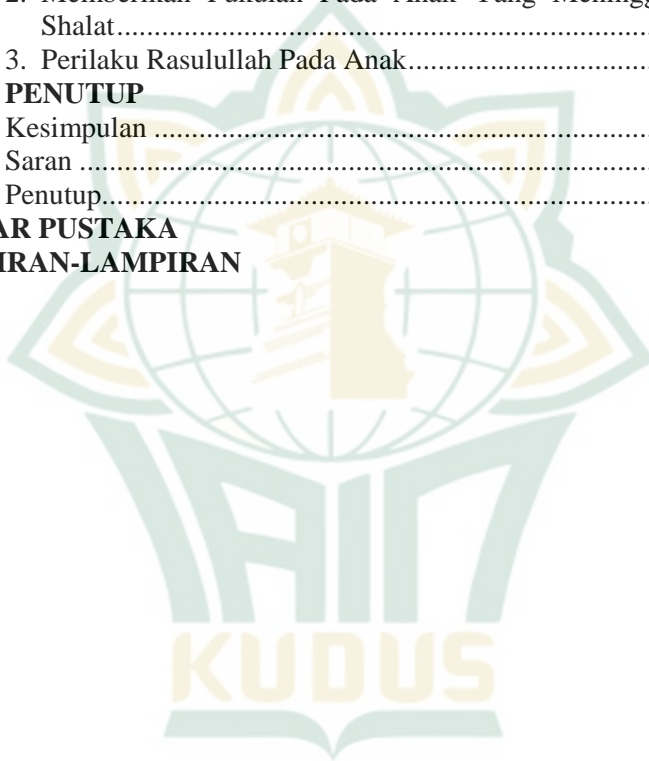 2. Memberikan Pukulan Pada Anak Yang Meningg
Shalat
3. Perilaku Rasulullah Pada Anak
PENUTUP
Kesimpulan
Saran
Penutup
AR PUSTAKA
IRAN-LAMPIRAN
IAIN
KUDUS